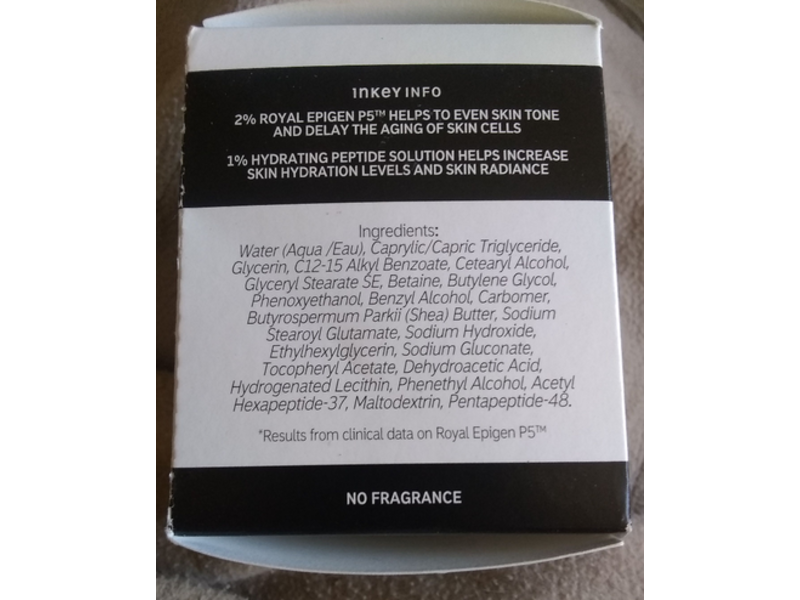 INKEY INFO
2% ROYAL EPIGEN P5™ HELPS TO EVEN SKIN TONE
AND DELAY THE AGING OF SKIN CELLS
1% HYDRATING PEPTIDE SOLUTION HELPS INCREASE
SKIN HYDRATION LEVELS AND SKIN RADIANCE
Ingredients:
Water (Aqua /Eau), Caprylic/Capric Triglyceride,
Glycerin, C12-15 Alkyl Benzoate, Cetearyl Alcohol,
Glyceryl Stearate SE, Betaine, Butylene Glycol,
Phenoxyethanol, Benzyl Alcohol, Carbomer,
Butyrospermum Parkii (Shea) Butter, Sodium
Stearoyl Glutamate, Sodium Hydroxide,
Ethylhexylglycerin, Sodium Gluconate,
Tocopheryl Acetate, Dehydroacetic Acid,
Hydrogenated Lecithin, Phenethyl Alcohol, Acetyl
Hexapeptide-37, Maltodextrin, Pentapeptide-48.
*Results from clinical data on Royal Epigen P5™
NO FRAGRANCE